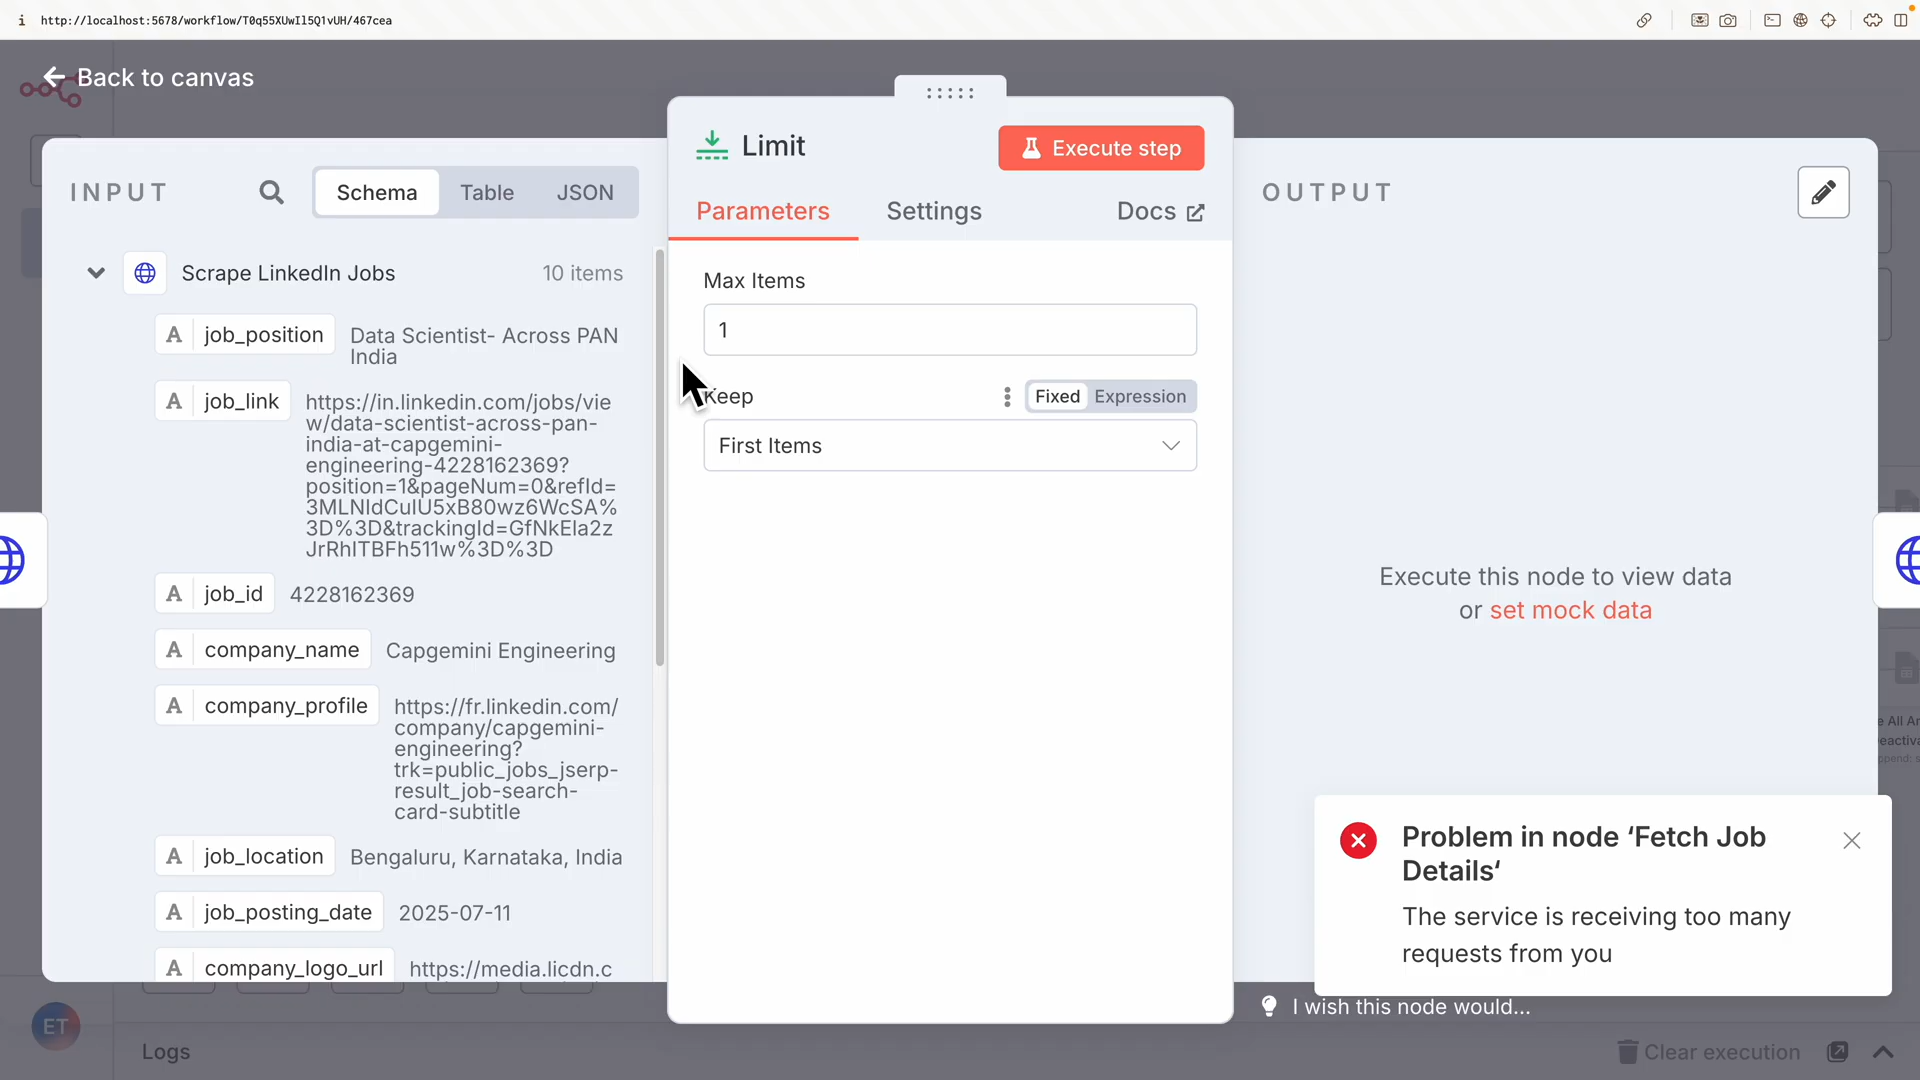 http://localhost:5678/workflow/T0q55XUwIl5Q1vUH/467cea
Back to canvas
INPUT
Schema
Table
JSON
Scrape LinkedIn Jobs
10 items
A job_position
Data Scientist- Across PAN
India
A job_link
https://in.linkedin.com/jobs/vie
w/data-scientist-across-pan-
india-at-capgemini-
engineering-4228162369?
position=1&pageNum=0&refId=
3MLNIdCuIU5xB80wz6WcSA%
3D%3D&trackingId=GfNkEIa2z
JrRhITBFh511w%3D%3D
A job_id
4228162369
A company_name
Capgemini Engineering
A company_profile
https://fr.linkedin.com/
company/capgemini-
engineering?
trk=public_jobs_jserp-
result_job-search-
card-subtitle
A job_location
Bengaluru, Karnataka, India
A job_posting_date
2025-07-11
A company_logo_url
https://media.licdn.c
Limit
Execute step
Parameters
Settings
Docs
Max Items
1
Keep
Fixed
Expression
First Items
OUTPUT
Execute this node to view data
or set mock data
e All Ar
Problem in node ‘Fetch Job
Details‘
The service is receiving too many
requests from you
I wish this node would...
ET
Logs
Clear execution